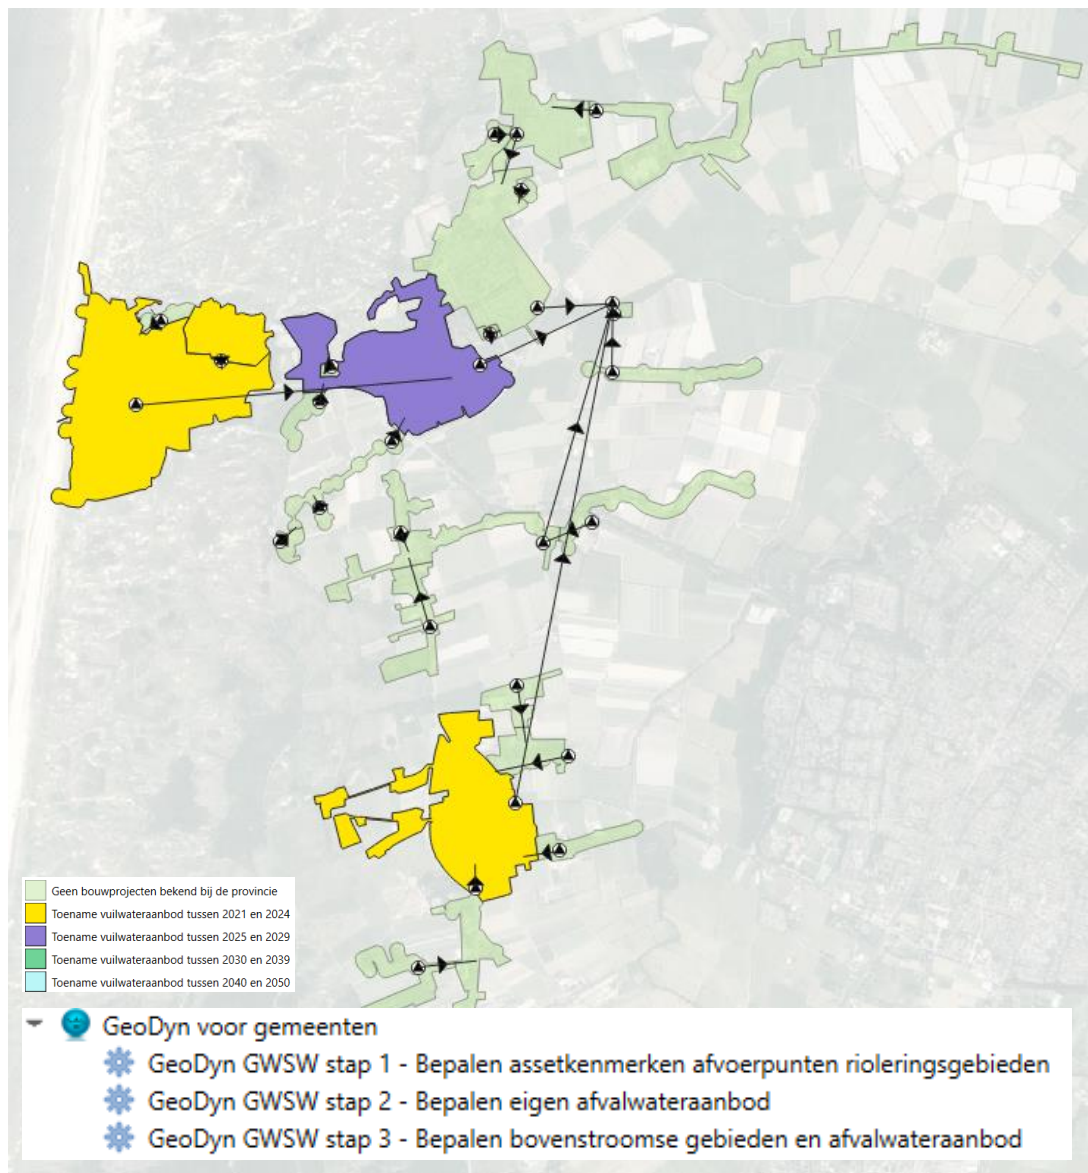 Geen bouwprojecten bekend bij de provincie
Toename vuilwateraanbod tussen 2021 en 2024
Toename vuilwateraanbod tussen 2025 en 2029
Toename vuilwateraanbod tussen 2030 en 2039
Toename vuilwateraanbod tussen 2040 en 2050
GeoDyn voor gemeenten
GeoDyn GWSW stap 1 - Bepalen assetkenmerken afvoerpunten rioleringsgebieden
GeoDyn GWSW stap 2 - Bepalen eigen afvalwateraanbod
GeoDyn GWSW stap 3 - Bepalen bovenstroomse gebieden en afvalwateraanbod